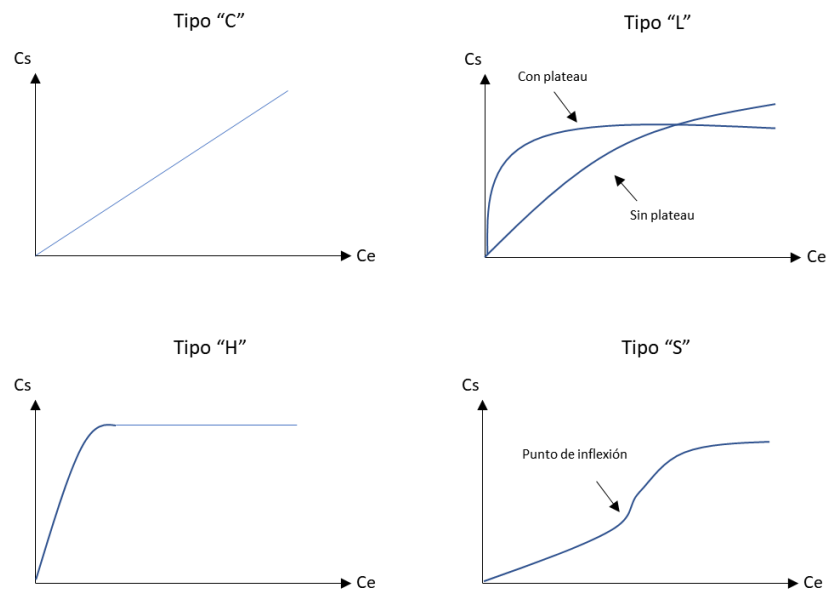 Tipo “C”
Cs
Ce
Tipo “L”
Cs
Con plateau
Sin plateau
Ce
Tipo “H”
Cs
Ce
Tipo “S”
Cs
Punto de inflexión
Ce